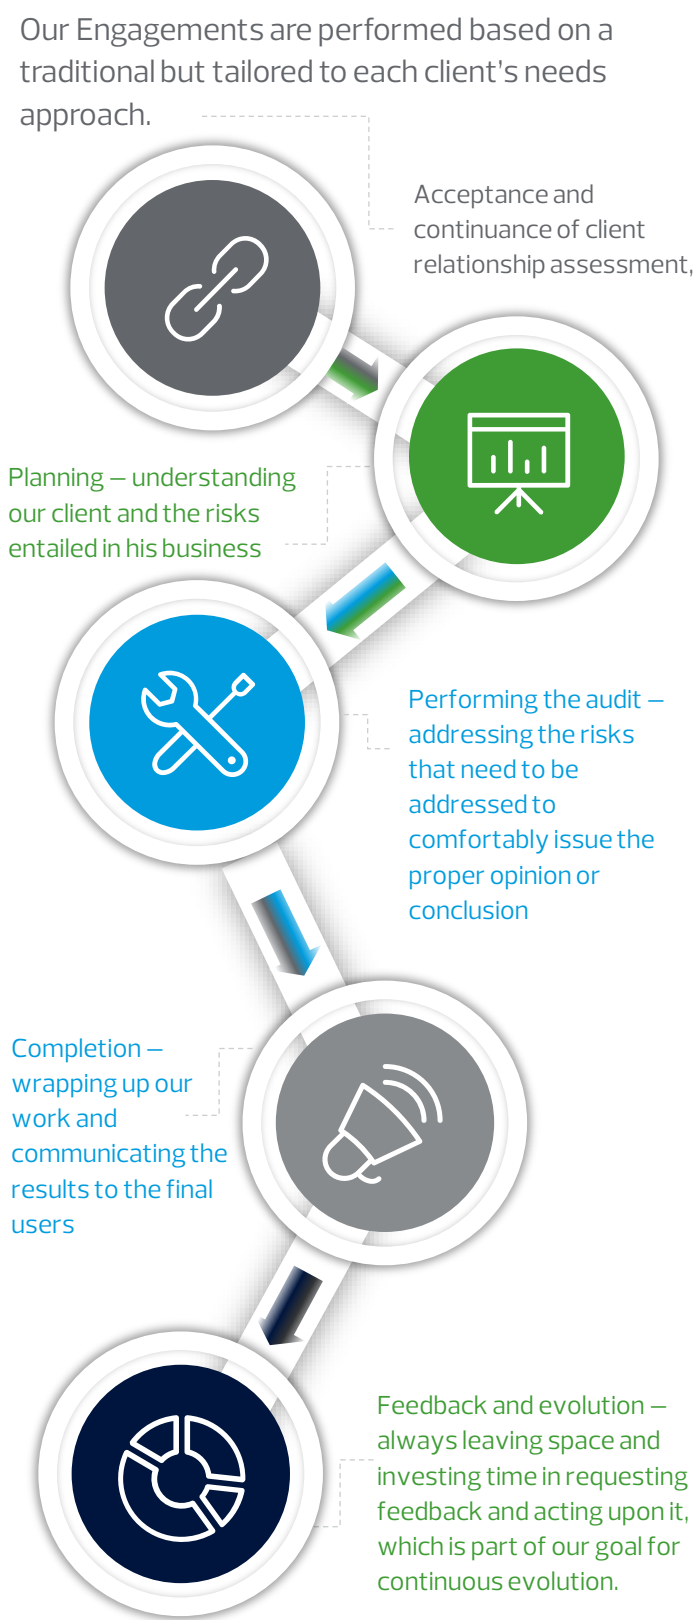 Our Engagements are performed based on a
traditional but tailored to each client's needs
approach.
Acceptance and
continuance of client
relationship assessment,
Planning – understanding
our client and the risks
entailed in his business
Performing the audit –
addressing the risks
that need to be
addressed to
comfortably issue the
proper opinion or
conclusion
Completion –
wrapping up our
work and
communicating the
results to the final
users
Feedback and evolution –
always leaving space and
investing time in requesting
feedback and acting upon it,
which is part of our goal for
continuous evolution.